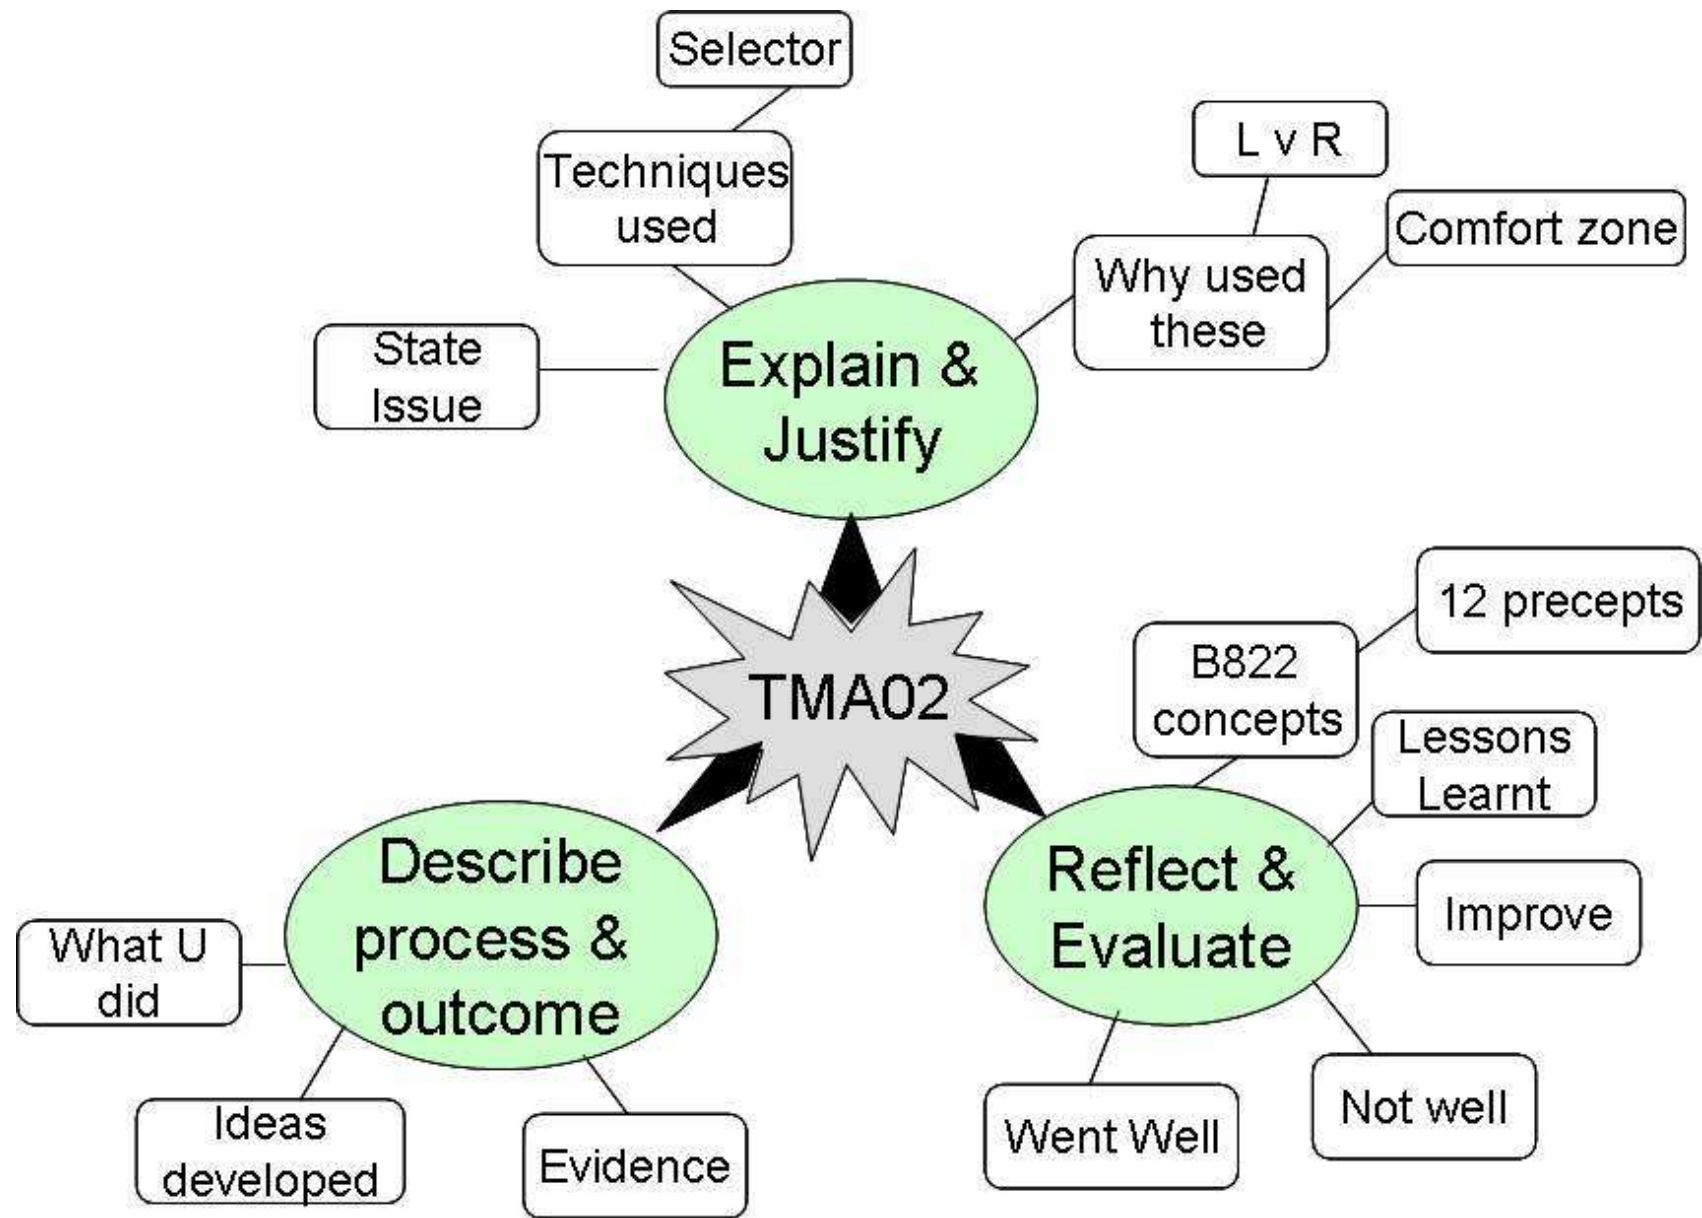 Selector
Techniques
used
L v R
Comfort zone
Why used
these
State
Issue
Explain &
Justify
TMA02
12 precepts
B822
concepts
Lessons
Learnt
Improve
Reflect &
Evaluate
Not well
Went Well
Describe
process &
outcome
What U
did
Ideas
developed
Evidence